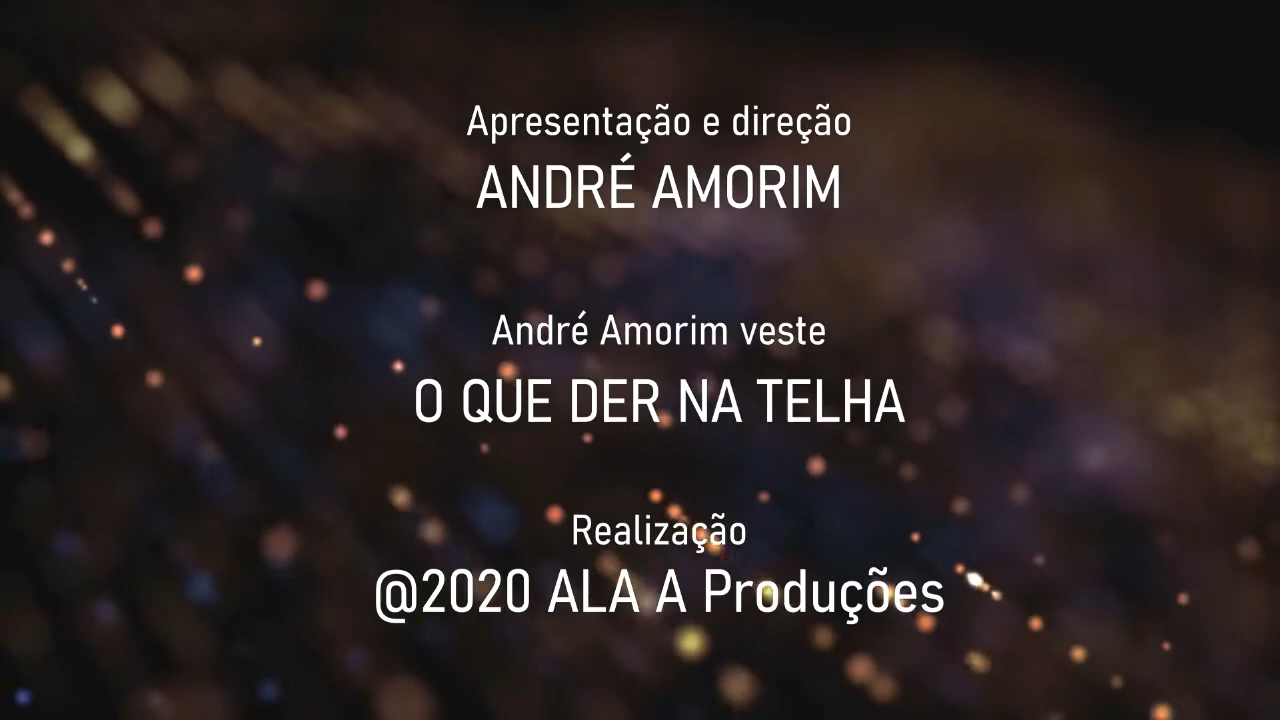 Apresentação e direção
ANDRÉ AMORIM
André Amorim veste
O QUE DER NA TELHA
Realização
@2020 ALA A Produções